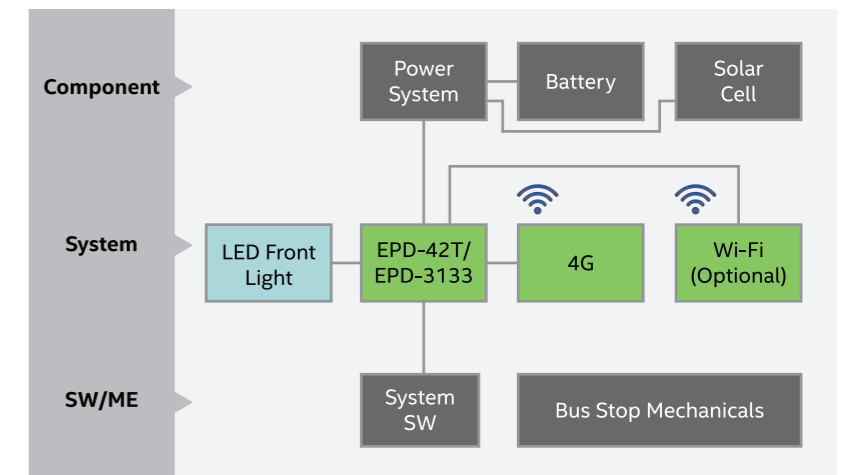 Component
Power
System
Battery
Solar
Cell
System
LED Front
Light
EPD-42T/
EPD-3133
4G
Wi-Fi
(Optional)
SW/ME
System
SW
Bus Stop Mechanicals